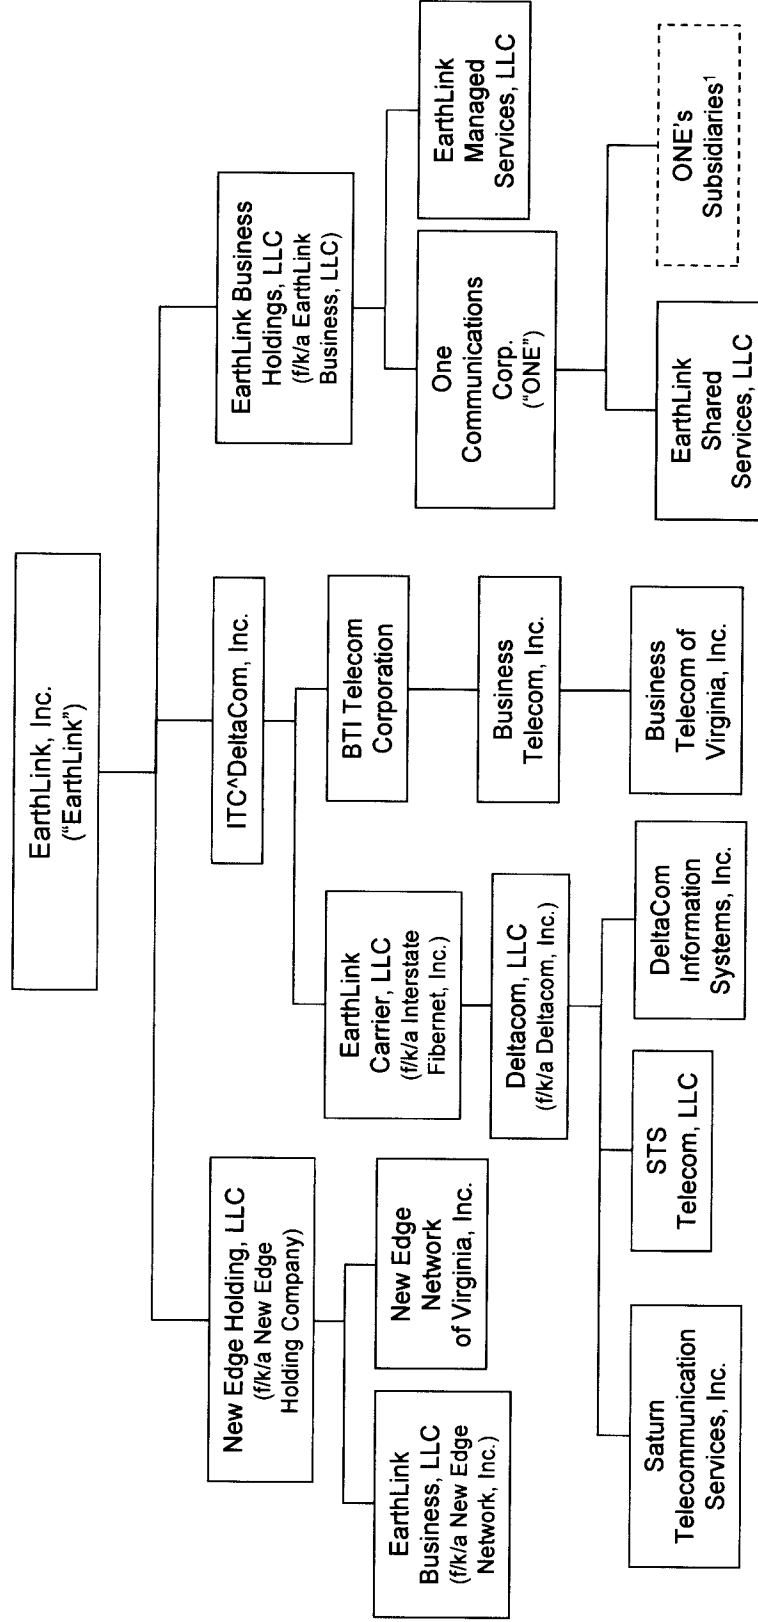 EarthLink, Inc.
(“EarthLink”)
New Edge Holding, LLC
(f/k/a New Edge
Holding Company)
ITC^DeltaCom, Inc.
EarthLink Business
Holdings, LLC
(f/k/a EarthLink
Business, LLC)
EarthLink
Business, LLC
(f/k/a New Edge
Network, Inc.)
New Edge
Network
of Virginia, Inc.
EarthLink
Carrier, LLC
(f/k/a Interstate
Fibernet, Inc.)
BTI Telecom
Corporation
One
Communications
Corp.
(“ONE”)
EarthLink
Managed
Services, LLC
Deltacom, LLC
(f/k/a Deltacom, Inc.)
Business
Telecom, Inc.
Saturn
Telecommunication
Services, Inc.
STS
Telecom, LLC
DeltaCom
Information
Systems, Inc.
Business
Telecom of
Virginia, Inc.
EarthLink
Shared
Services, LLC
ONE's
Subsidiaries¹